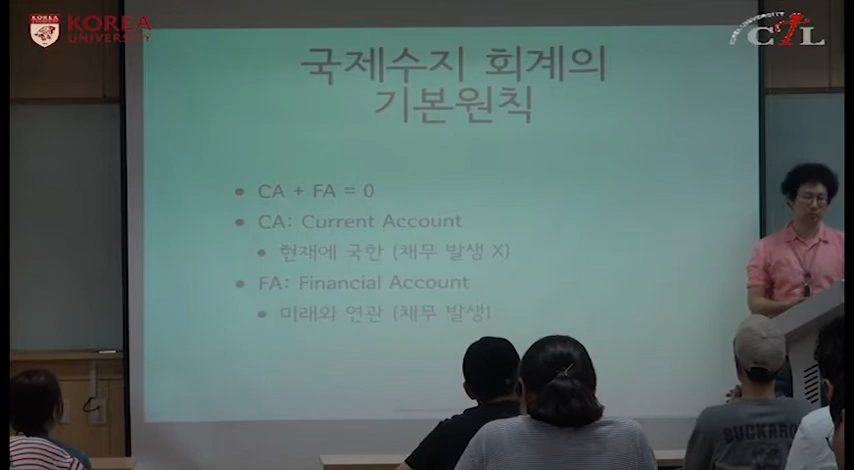 KOREA
UNIVERSITY
CTL
국제수지 회계의
기본원칙
• CA + FA = 0
• CA: Current Account
• 현재에 국한 (채무 발생 X)
• FA: Financial Account
• 미래와 연관 (채무 발생)